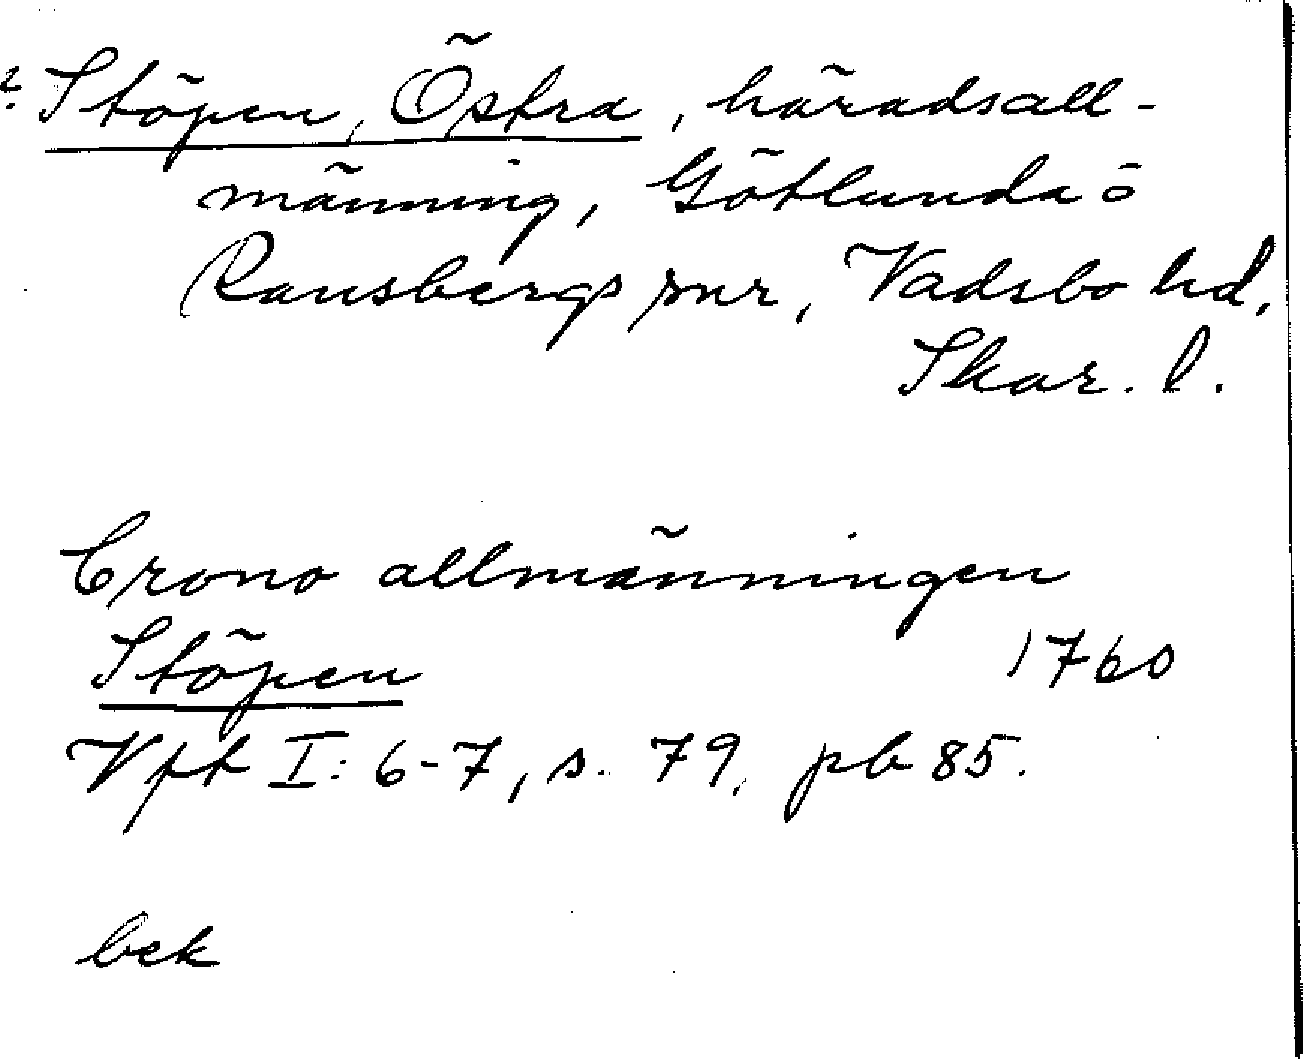 ? Stöpen, Östra, häradsall-
männing, Götlunda o
Ransbergs snr, Vadsbo hd,
Skar. l.
Crono allmänningen
Stöpen 1760
Vft I: 6-7, s. 79, pb 85.
bek